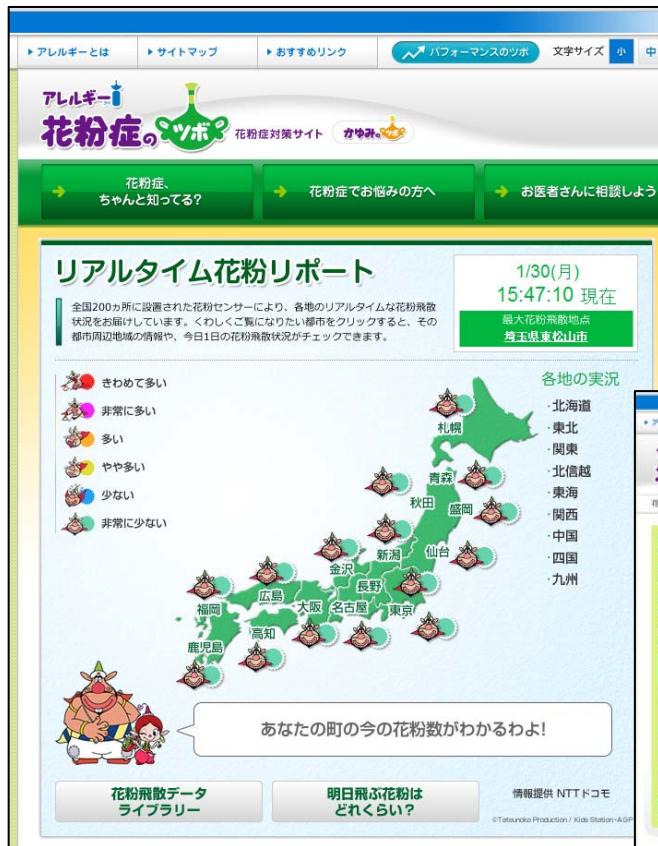 アレルギーとは
サイトマップ
おすすめリンク
パフォーマンスのツボ
文字サイズ
小
中
アレルギー
花粉症のツボ
花粉症対策サイト
かゆみのツボ
花粉症、
ちゃんと知ってる?
花粉症でお悩みの方へ
お医者さんに相談しよう
リアルタイム花粉リポート
全国200ヵ所に設置された花粉センサーにより、各地のリアルタイムな花粉飛散
状況をお届けしています。くわしくご覧になりたい都市をクリックすると、その
都市周辺地域の情報や、今日1日の花粉飛散状況がチェックできます。
1/30(月)
15:47:10 現在
最大花粉飛散地点
埼玉県東松山市
きわめて多い
非常に多い
多い
やや多い
少ない
非常に少ない
各地の実況
・北海道
・東北
・関東
・北信越
・東海
・関西
・中国
・四国
・九州
札幌
青森
秋田
盛岡
新潟
仙台
金沢
長野
広島
福岡
大阪
名古屋
東京
高知
鹿児島
あなたの町の今の花粉数がわかるわよ!
花粉飛散データ
ライブラリー
明日飛ぶ花粉は
どれくらい?
情報提供 NTTドコモ
©Tatsunoko Production / Kids Station・AGP